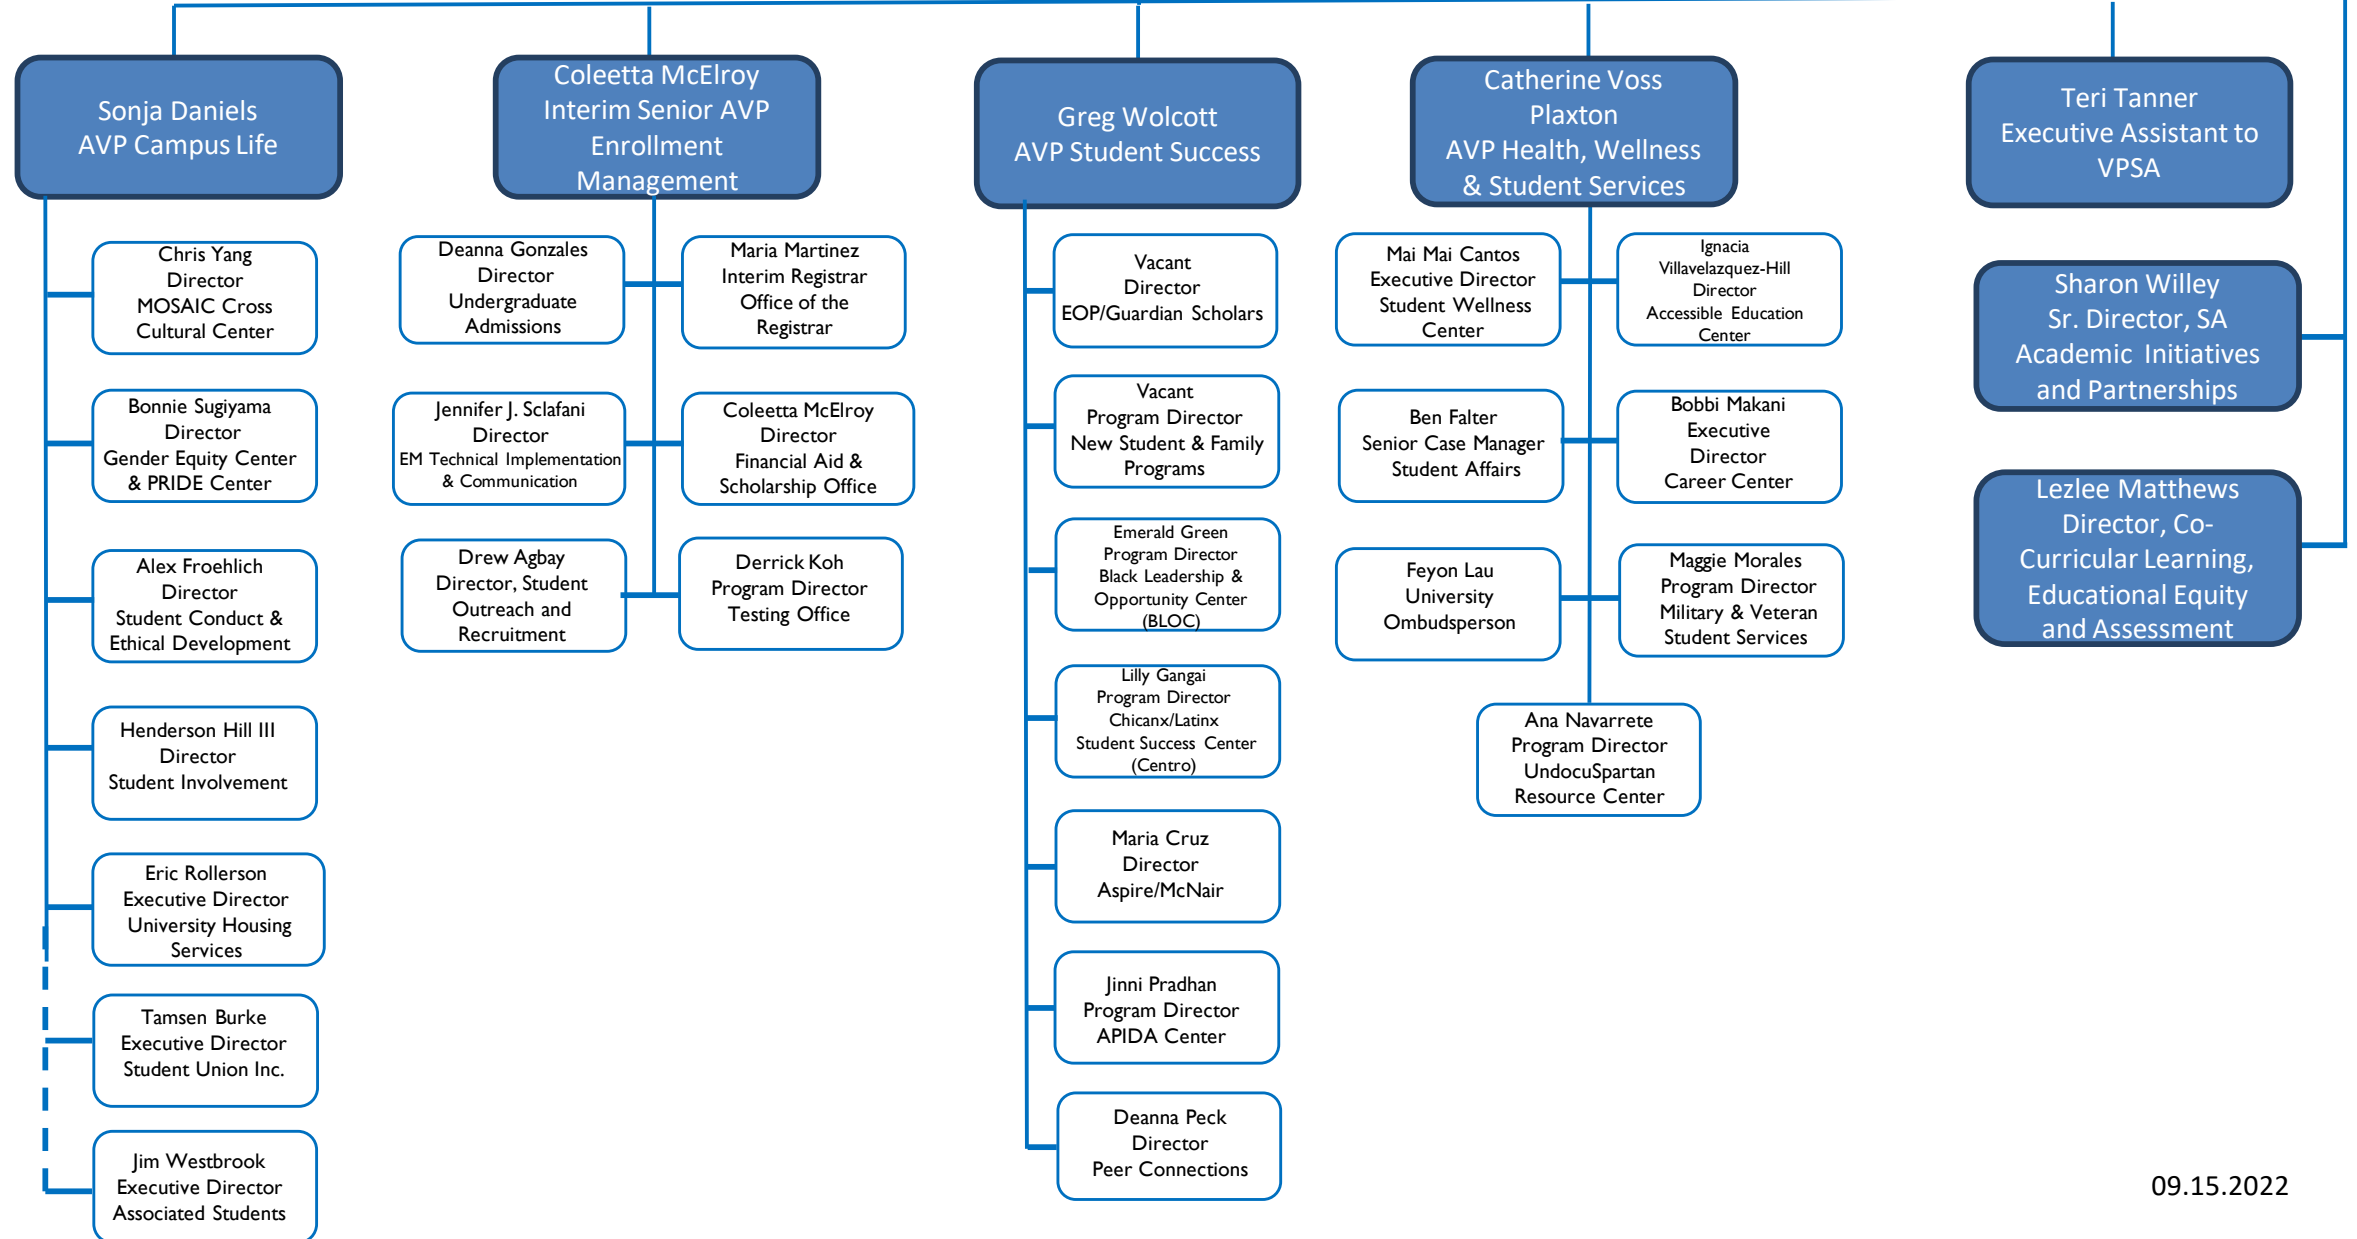 Sonja Daniels
AVP Campus Life
Chris Yang
Director
MOSAIC Cross
Cultural Center
Bonnie Sugiyama
Director
Gender Equity Center
& PRIDE Center
Alex Froehlich
Director
Student Conduct &
Ethical Development
Henderson Hill III
Director
Student Involvement
Eric Rollerson
Executive Director
University Housing
Services
Tamsen Burke
Executive Director
Student Union Inc.
Jim Westbrook
Executive Director
Associated Students
Coleetta McElroy
Interim Senior AVP
Enrollment
Management
Deanna Gonzales
Director
Undergraduate
Admissions
Maria Martinez
Interim Registrar
Office of the
Registrar
Jennifer J. Sclafani
Director
EM Technical Implementation
& Communication
Coleetta McElroy
Director
Financial Aid &
Scholarship Office
Drew Agbay
Director, Student
Outreach and
Recruitment
Derrick Koh
Program Director
Testing Office
Greg Wolcott
AVP Student Success
Vacant
Director
EOP/Guardian Scholars
Vacant
Program Director
New Student & Family
Programs
Emerald Green
Program Director
Black Leadership &
Opportunity Center
(BLOC)
Lilly Gangai
Program Director
Chicanx/Latinx
Student Success Center
(Centro)
Maria Cruz
Director
Aspire/McNair
Jinni Pradhan
Program Director
APIDA Center
Deanna Peck
Director
Peer Connections
Catherine Voss
Plaxton
AVP Health, Wellness
& Student Services
Mai Mai Cantos
Executive Director
Student Wellness
Center
Ignacia
Villavelazquez-Hill
Director
Accessible Education
Center
Ben Falter
Senior Case Manager
Student Affairs
Bobbi Makani
Executive
Director
Career Center
Feyon Lau
University
Ombudsperson
Maggie Morales
Program Director
Military & Veteran
Student Services
Ana Navarrete
Program Director
UndocuSpartan
Resource Center
Teri Tanner
Executive Assistant to
VPSA
Sharon Willey
Sr. Director, SA
Academic Initiatives
and Partnerships
Lezlee Matthews
Director, Co-
Curricular Learning,
Educational Equity
and Assessment
09.15.2022